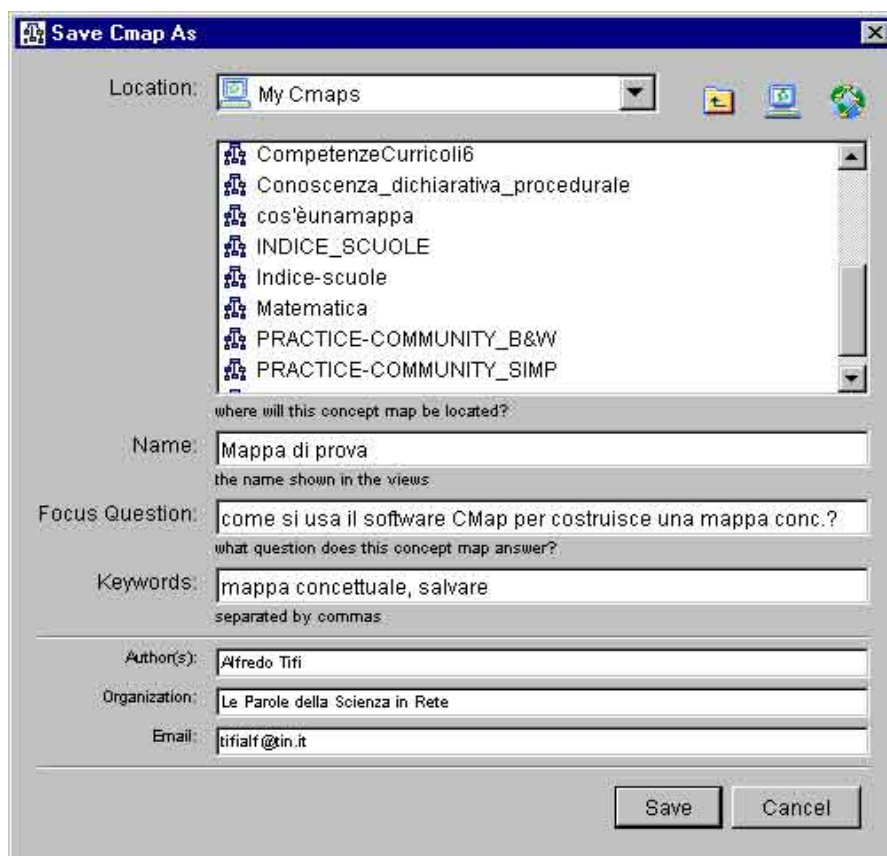 Save Cmap As
Location: My Cmaps
CompetenzeCurricoli6
Conoscenza_dichiarativa_procedurale
cos'èunamappa
INDICE_SCUOLE
Indice-scuole
Matematica
PRACTICE-COMMUNITY_B&W
PRACTICE-COMMUNITY_SIMP
where will this concept map be located?
Name: Mappa di prova
the name shown in the views
Focus Question: come si usa il software CMap per costruisce una mappa conc.?
what question does this concept map answer?
Keywords: mappa concettuale, salvare
separated by commas
Author(s): Alfredo Tifi
Organization: Le Parole della Scienza in Rete
Email: tifialf@tin.it
Save Cancel